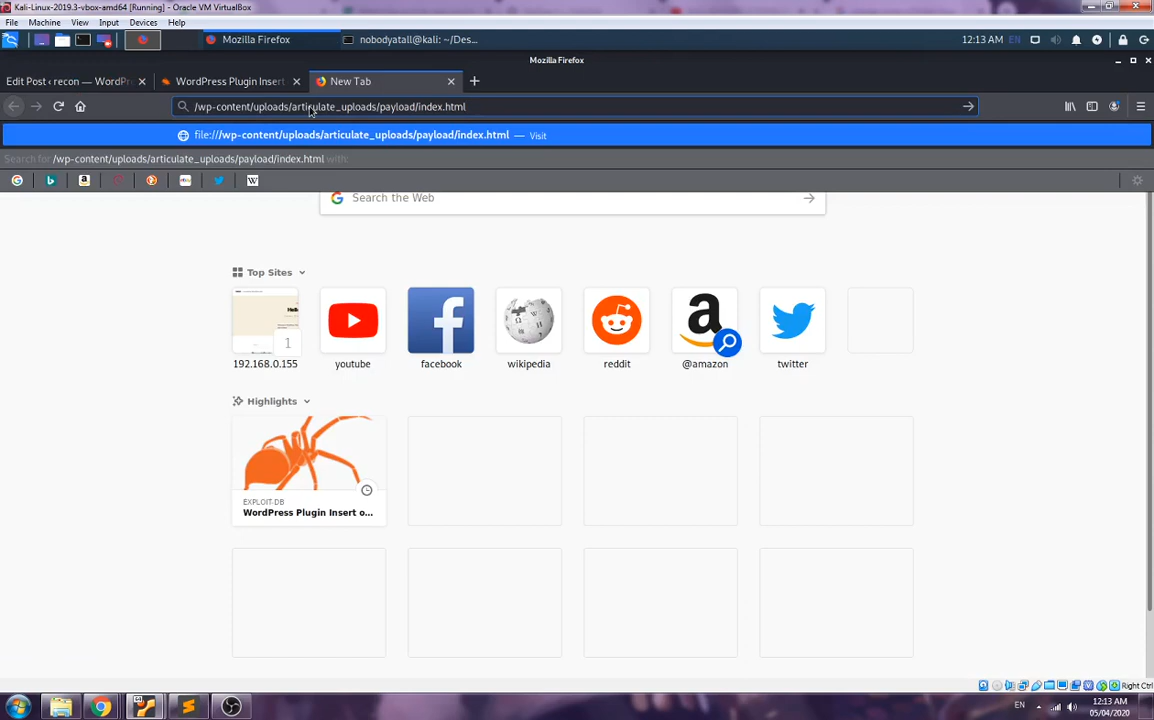 Kali-Linux-2019.3-vbox-amd64 [Running] - Oracle VM VirtualBox
File Machine View Input Devices Help
Mozilla Firefox nobodyatall@kali: ~/Des... 12:13 AM EN
Mozilla Firefox
Edit Post ‹ recon — WordPr WordPress Plugin Insert New Tab
/wp-content/uploads/articulate_uploads/payload/index.html
file:///wp-content/uploads/articulate_uploads/payload/index.html — Visit
Search for /wp-content/uploads/articulate_uploads/payload/index.html with:
Search the Web
Top Sites
1
192.168.0.155 youtube facebook wikipedia reddit @amazon twitter
Highlights
EXPLOIT-DB
WordPress Plugin Insert o...
Right Ctrl
EN 12:13 AM
05/04/2020